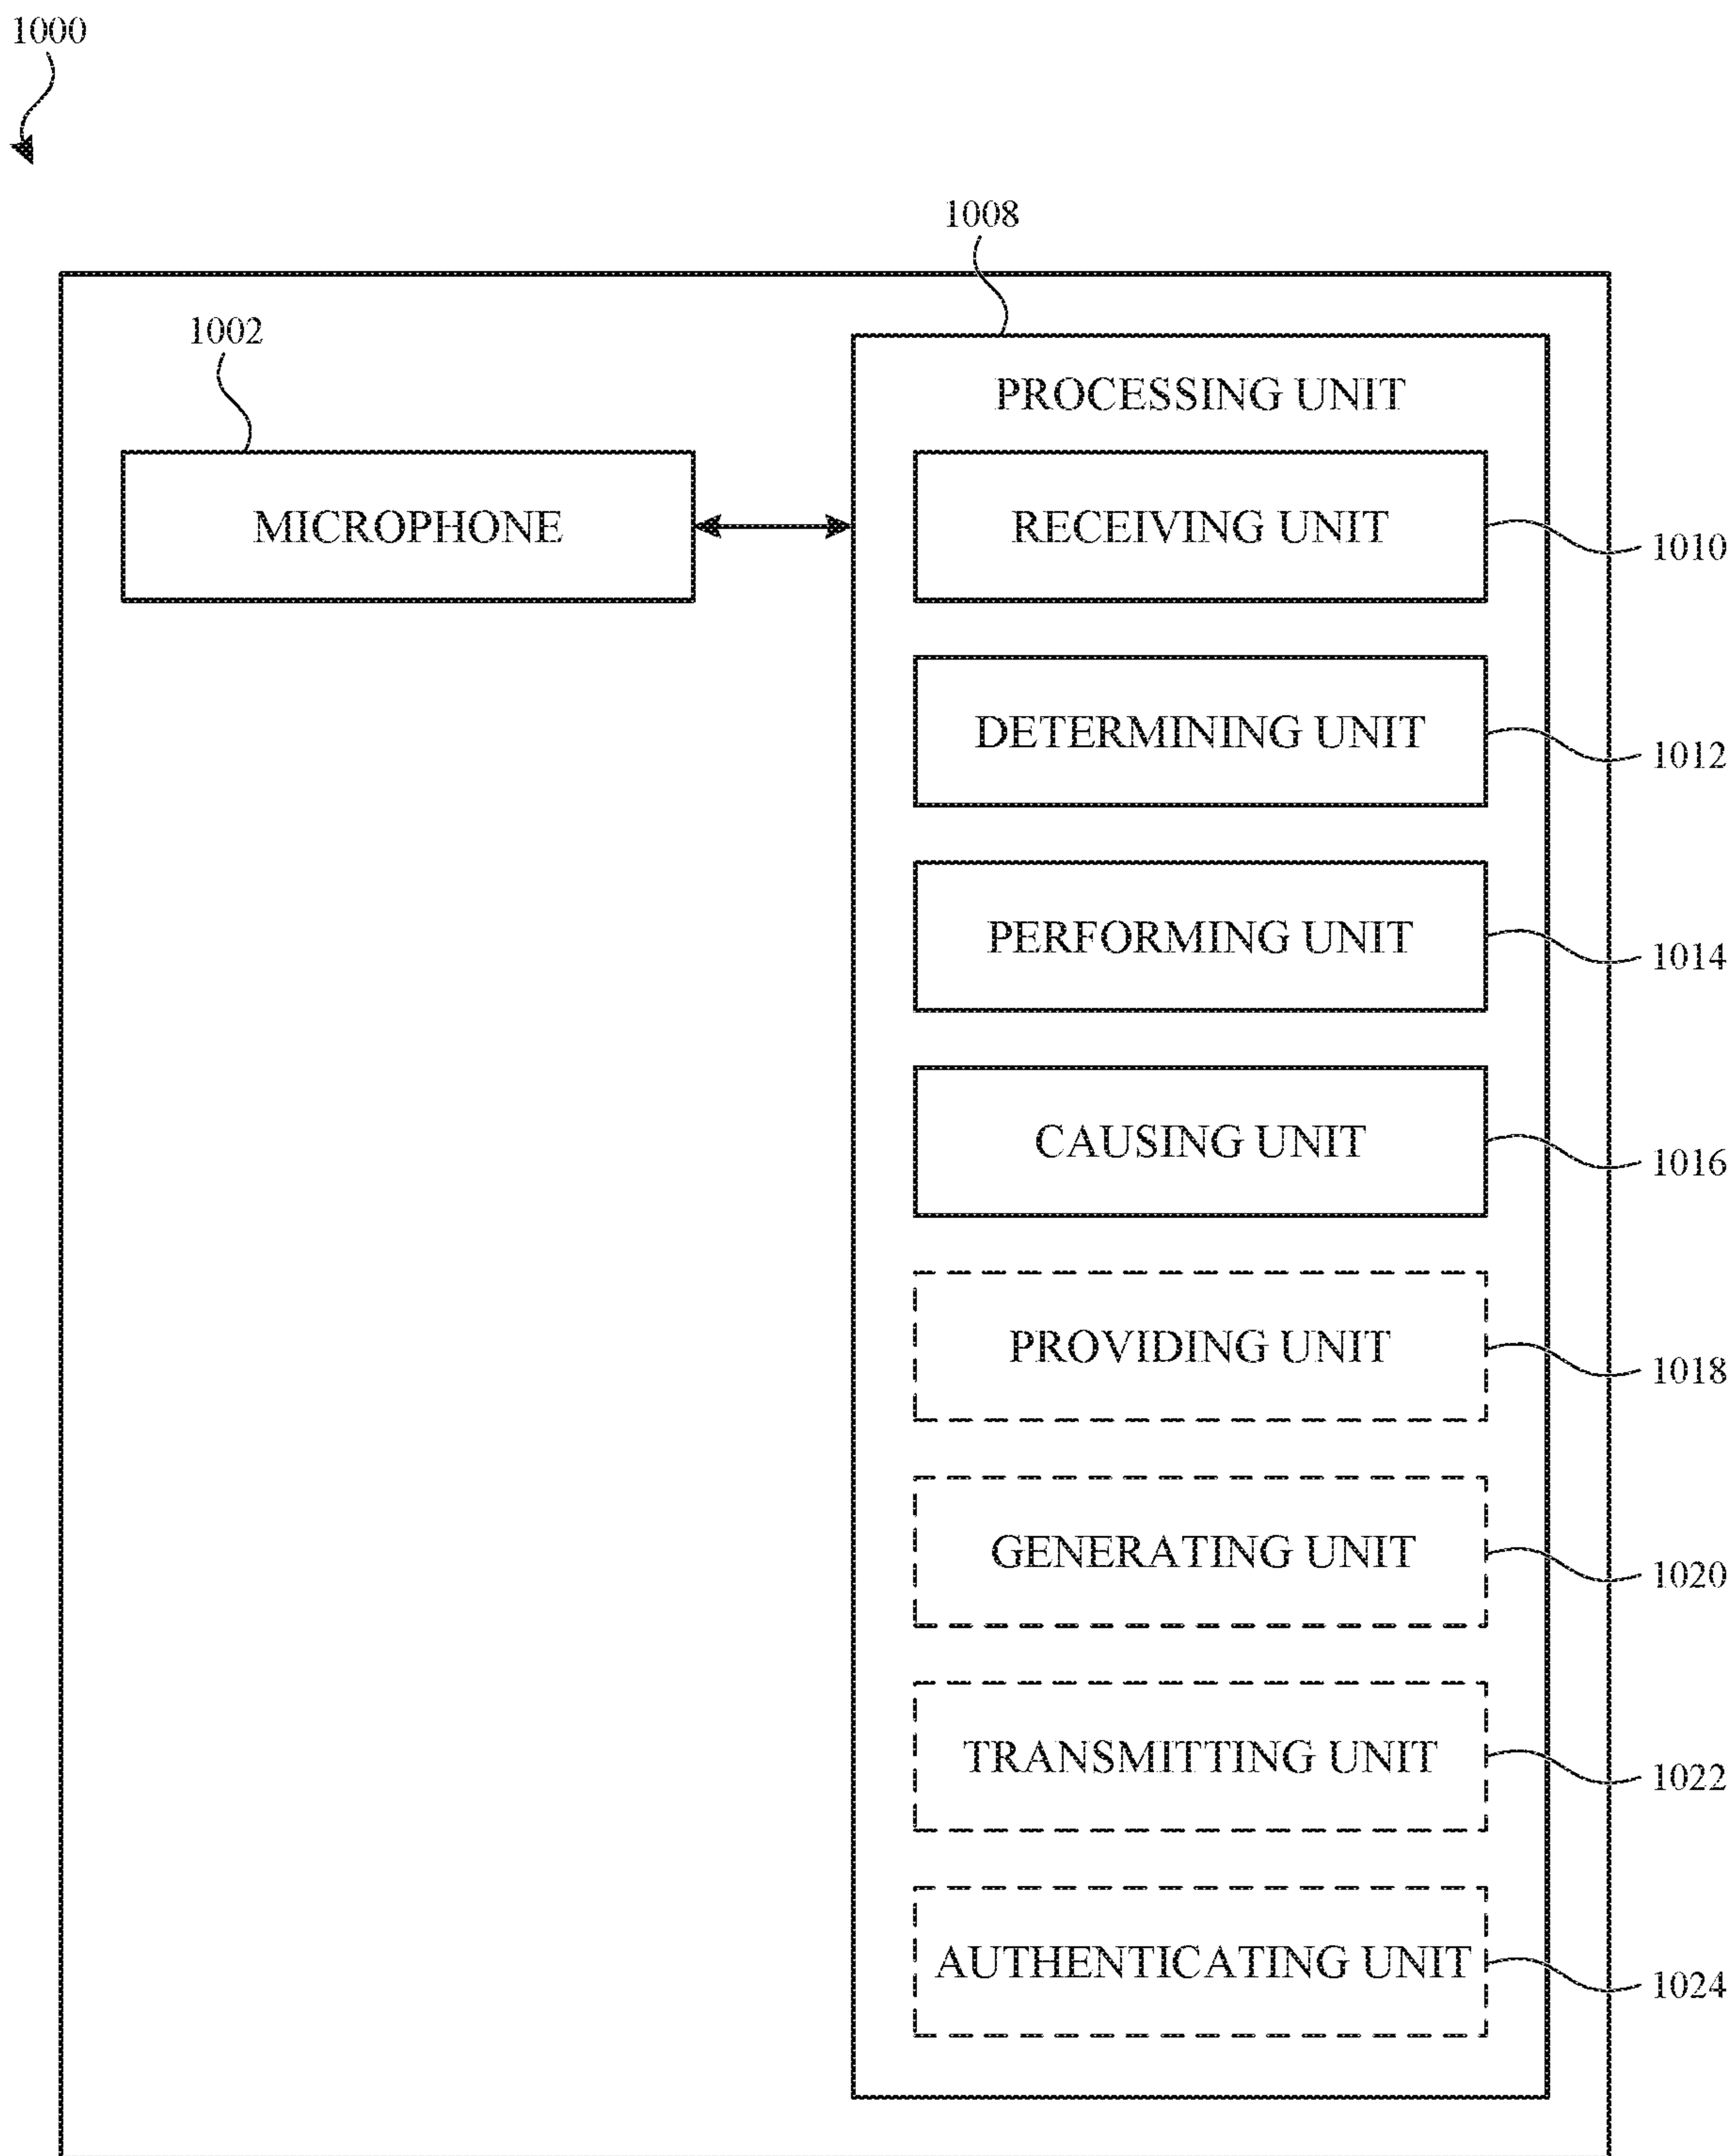 1000
1008
1002
PROCESSING UNIT
MICROPHONE
RECEIVING UNIT
1010
DETERMINING UNIT
1012
PERFORMING UNIT
1014
CAUSING UNIT
1016
PROVIDING UNIT
1018
GENERATING UNIT
1020
TRANSMITTING UNIT
1022
AUTHENTICATING UNIT
1024